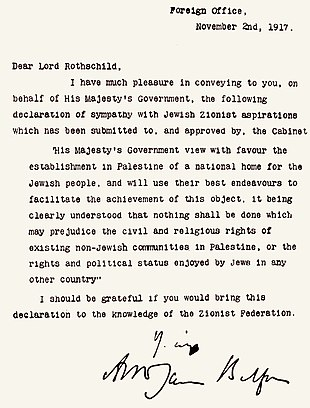 Foreign Office,
November 2nd, 1917.
Dear Lord Rothschild,
I have much pleasure in conveying to you, on
behalf of His Majesty's Government, the following
declaration of sympathy with Jewish Zionist aspirations
which has been submitted to, and approved by, the Cabinet
"His Majesty's Government view with favour the
establishment in Palestine of a national home for the
Jewish people, and will use their best endeavours to
facilitate the achievement of this object, it being
clearly understood that nothing shall be done which
may prejudice the civil and religious rights of
existing non-Jewish communities in Palestine, or the
rights and political status enjoyed by Jews in any
other country"
I should be grateful if you would bring this
declaration to the knowledge of the Zionist Federation.
Arthur James Balfour